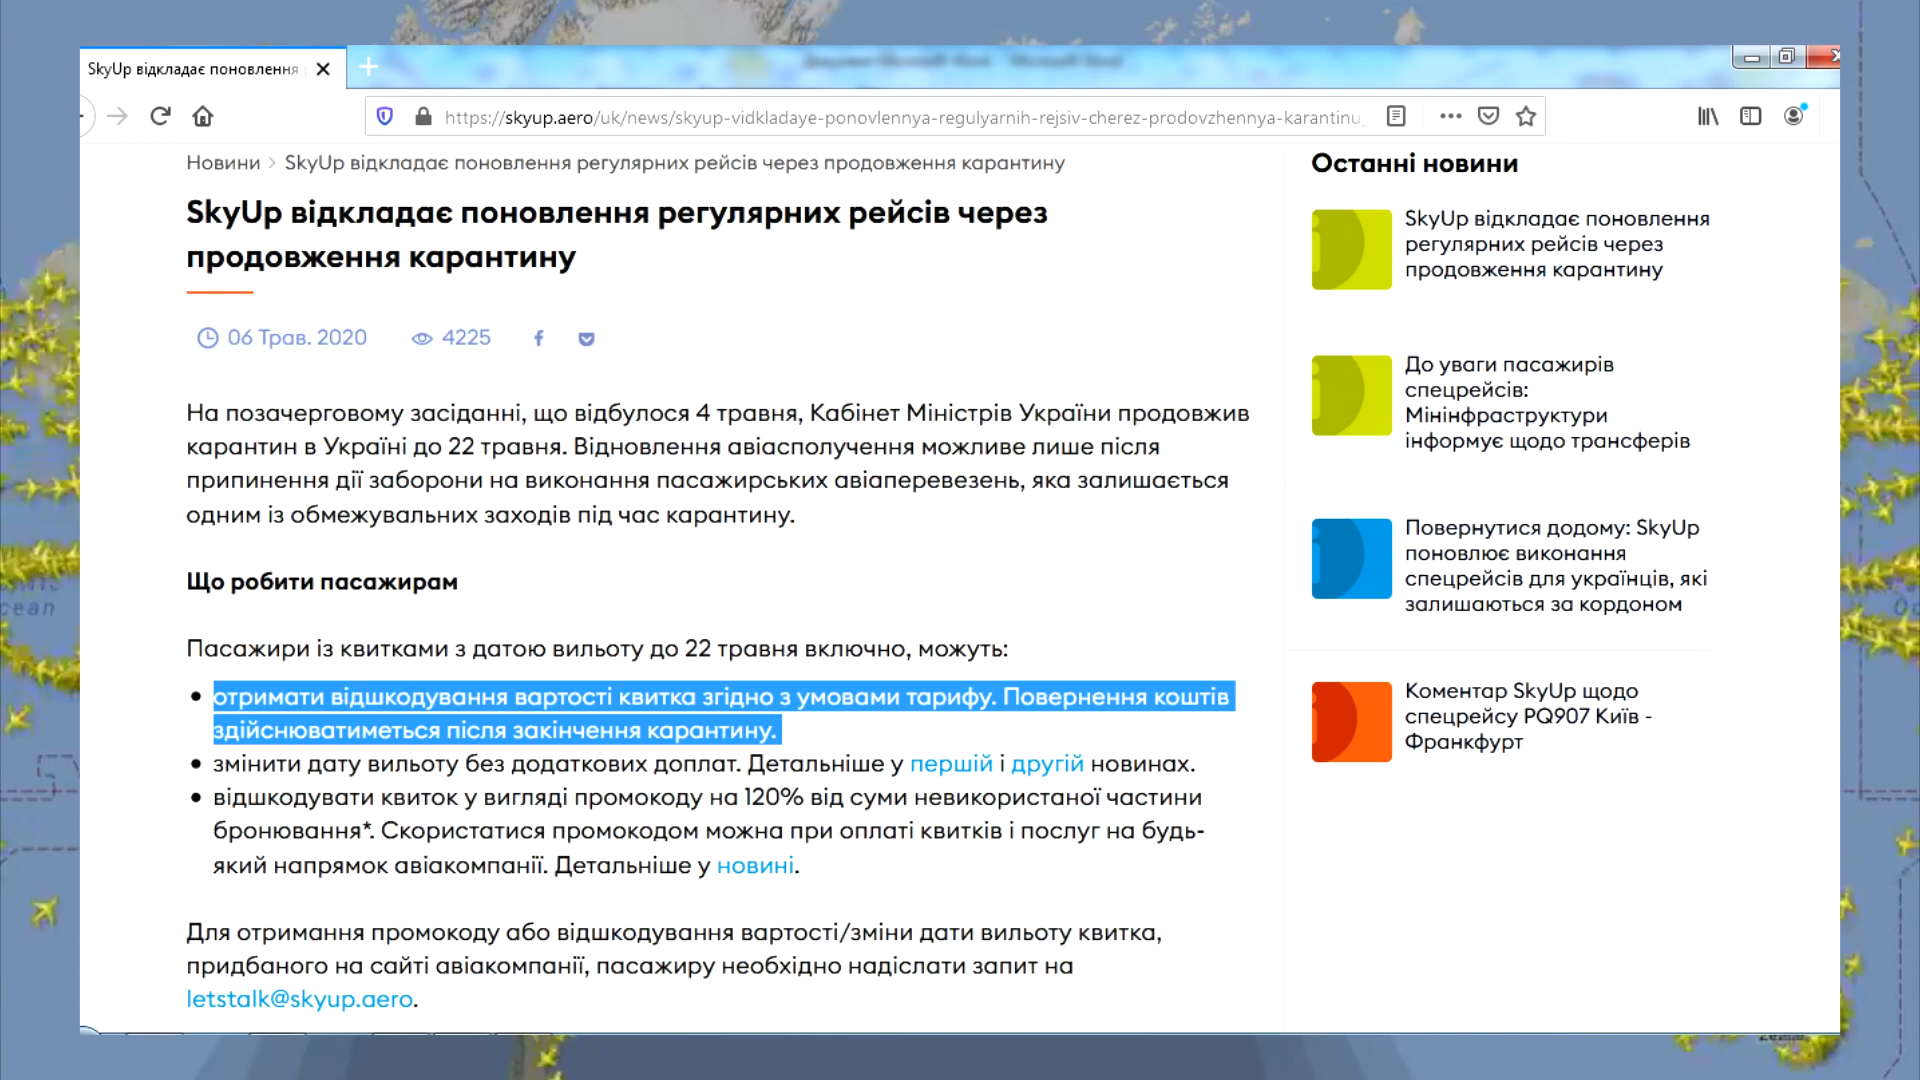 SkyUp відкладає поновлення
https://skyup.aero/uk/news/skyup-vidkladaye-ponovlennya-regulyarnih-rejsiv-cherez-prodovzhennya-karantinu_
Новини > SkyUp відкладає поновлення регулярних рейсів через продовження карантину
SkyUp відкладає поновлення регулярних рейсів через
продовження карантину
06 Трав. 2020 4225
На позачерговому засіданні, що відбулося 4 травня, Кабінет Міністрів України продовжив
карантин в Україні до 22 травня. Відновлення авіасполучення можливе лише після
припинення дії заборони на виконання пасажирських авіаперевезень, яка залишається
одним із обмежувальних заходів під час карантину.
Що робити пасажирам
Пасажири із квитками з датою вильоту до 22 травня включно, можуть:
• отримати відшкодування вартості квитка згідно з умовами тарифу. Повернення коштів
здійснюватиметься після закінчення карантину.
• змінити дату вильоту без додаткових доплат. Детальніше у першій і другій новинах.
• відшкодувати квиток у вигляді промокоду на 120% від суми невикористаної частини
бронювання*. Скористатися промокодом можна при оплаті квитків і послуг на будь-
який напрямок авіакомпанії. Детальніше у новині.
Для отримання промокоду або відшкодування вартості/зміни дати вильоту квитка,
придбаного на сайті авіакомпанії, пасажиру необхідно надіслати запит на
letstalk@skyup.aero.
Останні новини
SkyUp відкладає поновлення
регулярних рейсів через
продовження карантину
До уваги пасажирів
спецрейсів:
Мінінфраструктури
інформує щодо трансферів
Повернутися додому: SkyUp
поновлює виконання
спецрейсів для українців, які
залишаються за кордоном
Коментар SkyUp щодо
спецрейсу PQ907 Київ -
Франкфурт
cean